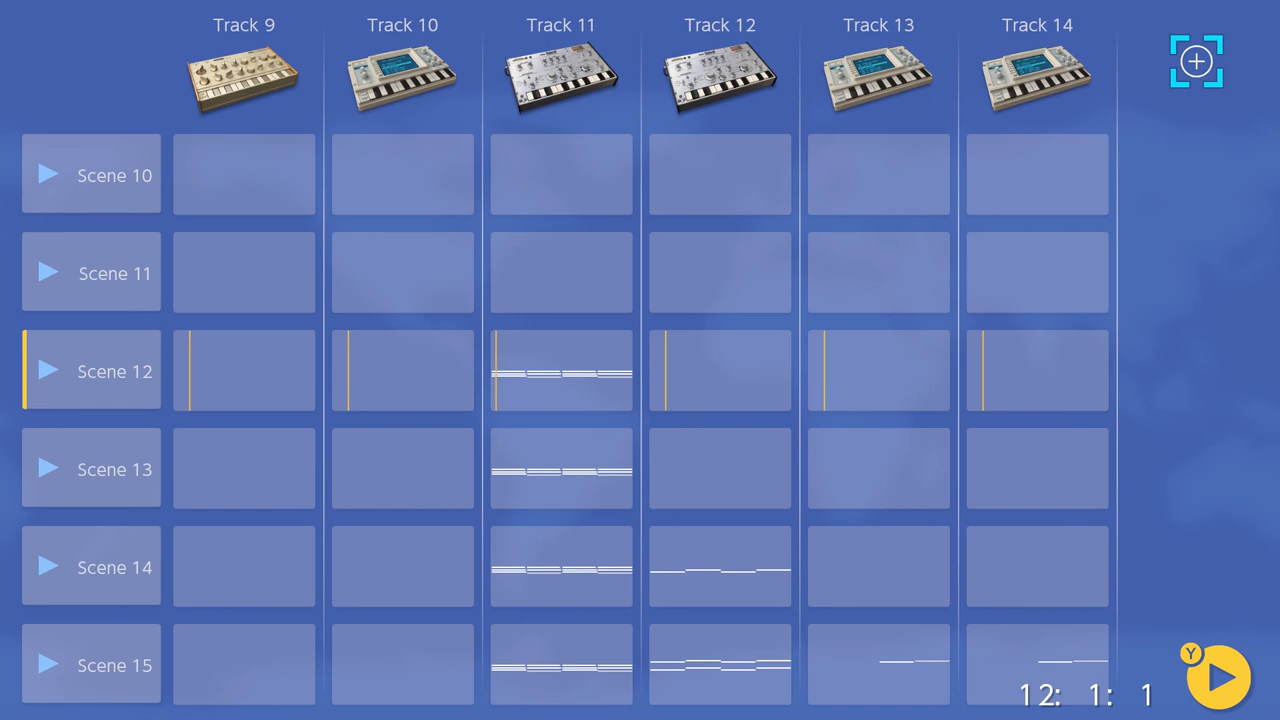 Track 9 Track 10 Track 11 Track 12 Track 13 Track 14
Scene 10
Scene 11
Scene 12
Scene 13
Scene 14
Scene 15
Y
12: 1: 1